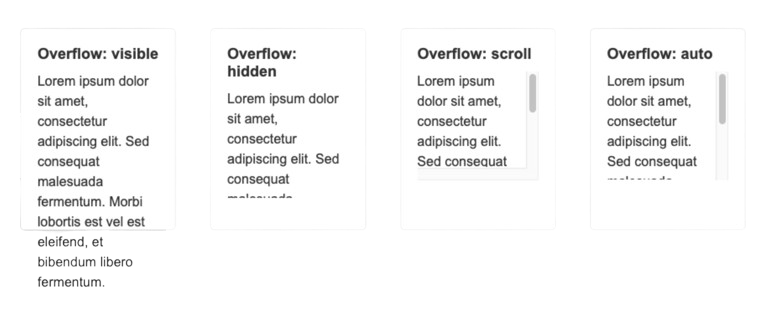 Overflow: visible
Lorem ipsum dolor
sit amet,
consectetur
adipiscing elit. Sed
consequat
malesuada
fermentum. Morbi
lobortis est vel est
eleifend, et
bibendum libero
fermentum.
Overflow:
hidden
Lorem ipsum dolor
sit amet,
consectetur
adipiscing elit. Sed
consequat
Overflow: scroll
Lorem ipsum
dolor sit amet,
consectetur
adipiscing elit.
Sed consequat
Overflow: auto
Lorem ipsum
dolor sit amet,
consectetur
adipiscing elit.
Sed consequat